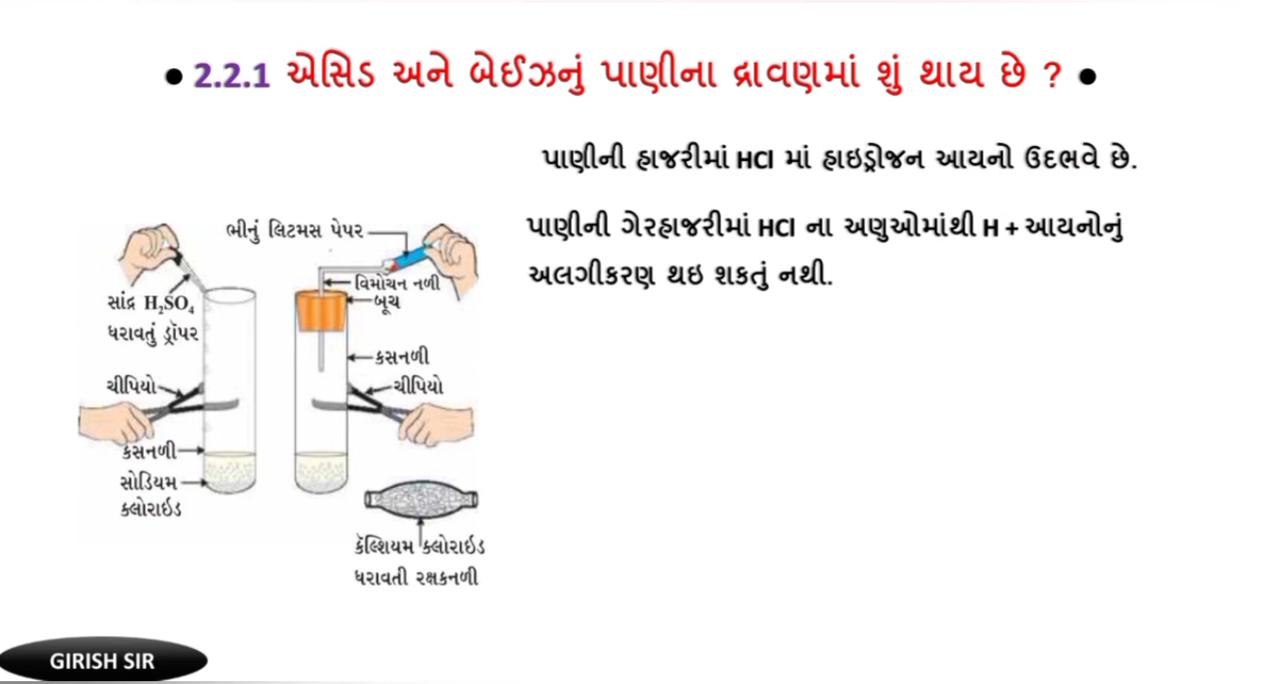 • 2.2.1 એસિડ અને બેઈઝનું પાણીના દ્રાવણમાં શું થાય છે ? •
પાણીની હાજરીમાં HCl માં હાઇડ્રોજન આયનો ઉદભવે છે.
પાણીની ગેરહાજરીમાં HCl ના અણુઓમાંથી H + આયનોનું
અલગીકરણ થઇ શકતું નથી.
ભીનું લિટમસ પેપર
વિમોચન નળી
બૂચ
સાંદ્ર H₂SO₄
ધરાવતું ડ્રૉપર
કસનળી
ચીપિયો
ચીપિયો
કસનળી
સોડિયમ
ક્લોરાઇડ
કૅલ્શિયમ ક્લોરાઇડ
ધરાવતી રક્ષકનળી
GIRISH SIR